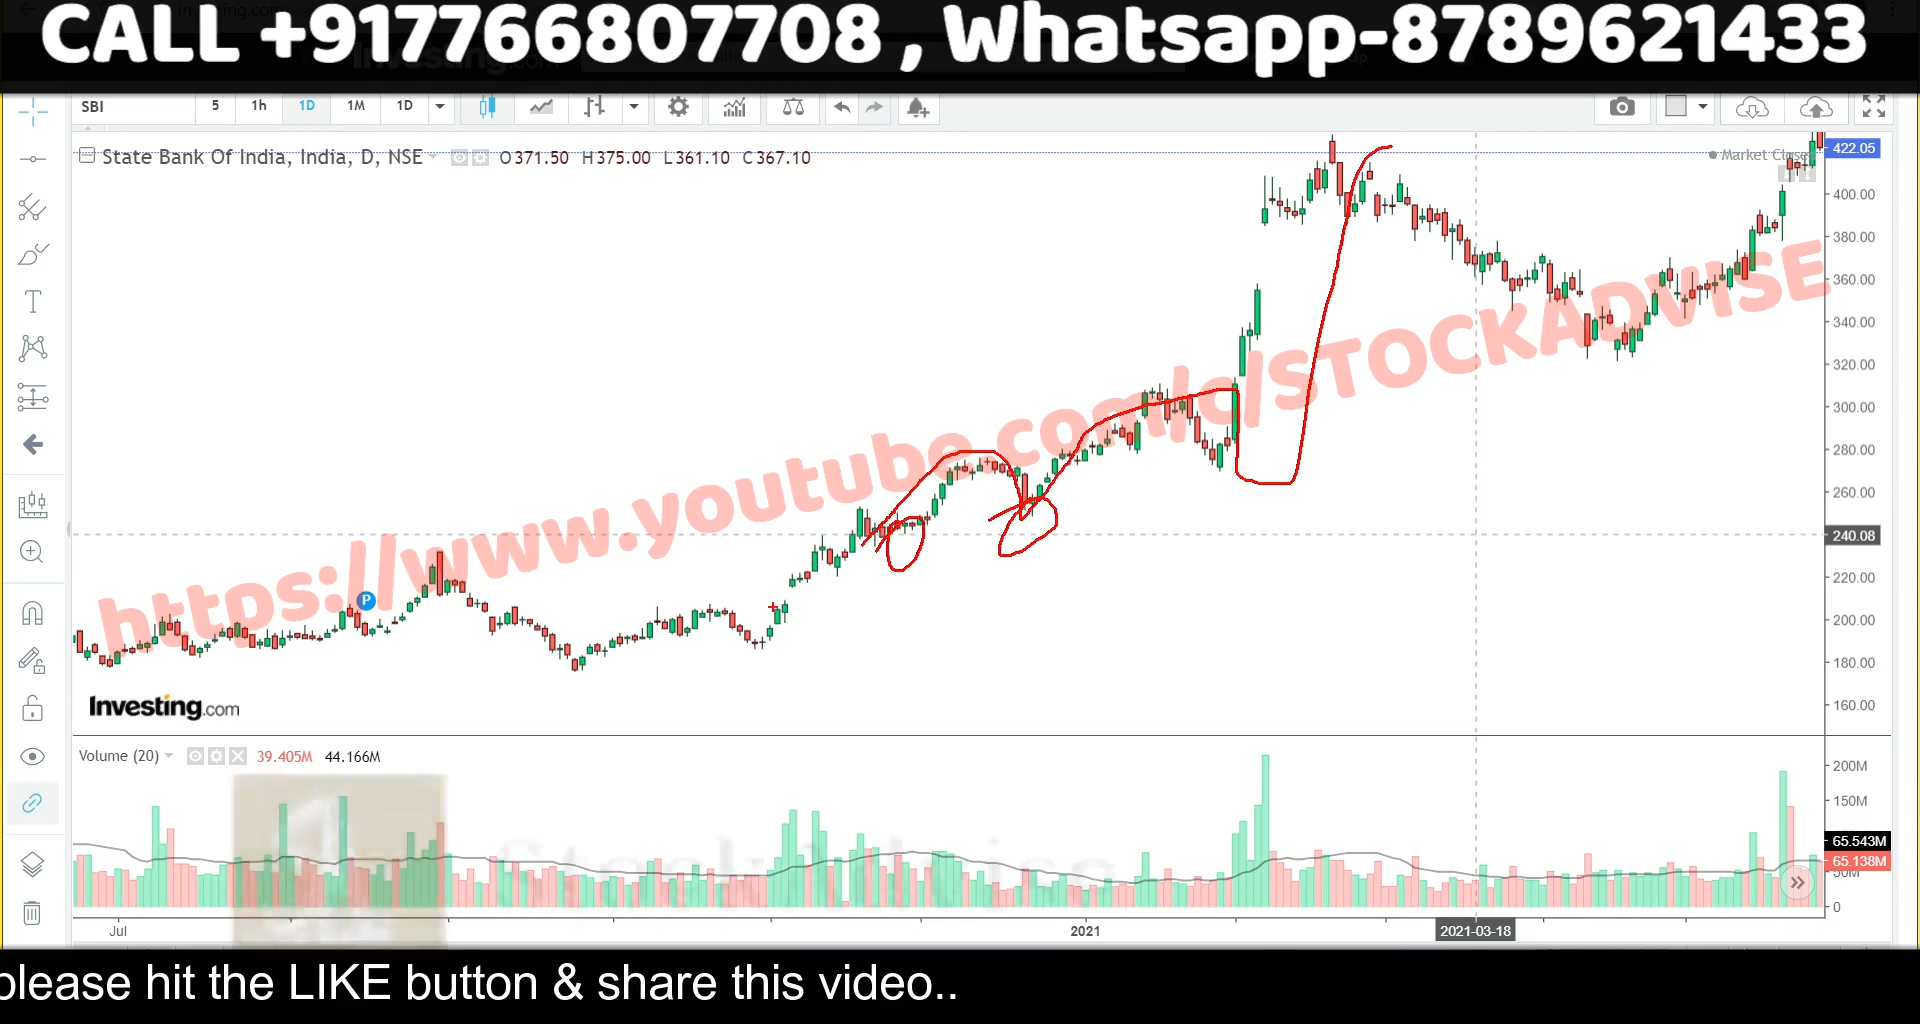 CALL +917766807708 , Whatsapp-8789621433
SBI 5 1h 1D 1M 1D
State Bank Of India, India, D, NSE O371.50 H375.00 L361.10 C367.10
Market Closed
422.05
400.00
380.00
360.00
340.00
320.00
300.00
280.00
260.00
240.08
220.00
200.00
180.00
160.00
https://www.youtube.com/c/STOCKADVISE
P
Investing.com
Volume (20) 39.405M 44.166M
200M
150M
65.543M
65.138M
50M
0
Jul 2021 2021-03-18
please hit the LIKE button & share this video..